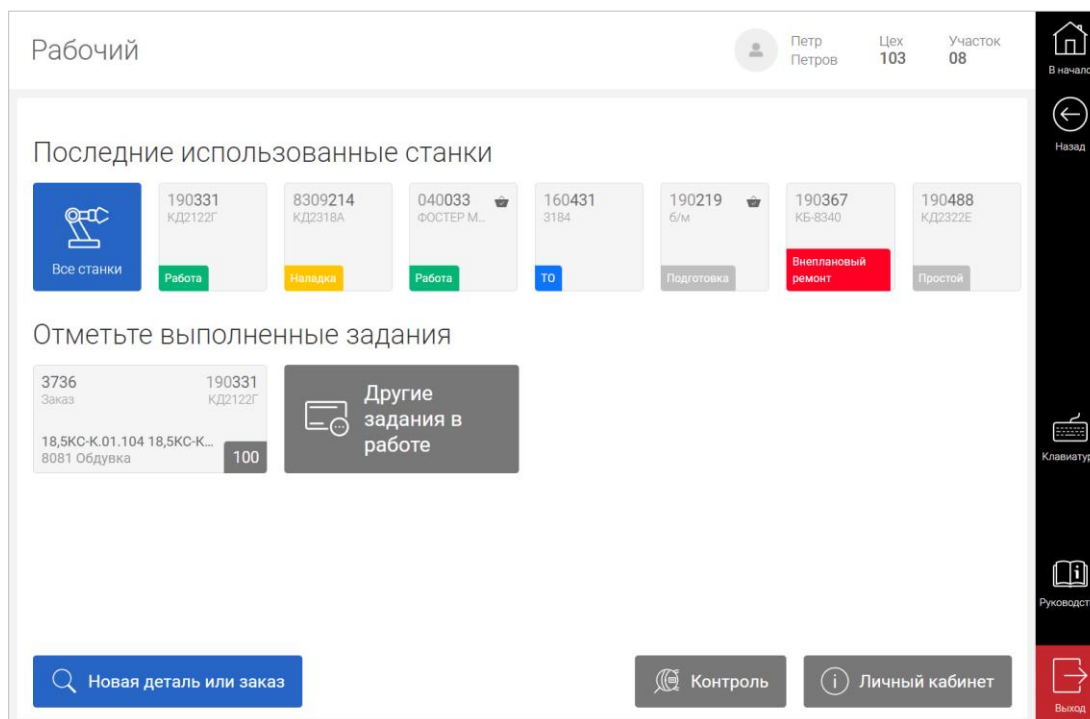 Рабочий
Петр
Петров
Цех
103
Участок
08
В начало
Назад
Последние использованные станки
Все станки
190331
КД2122Г
Работа
8309214
КД2318А
Наладка
040033
ФОСТЕР М...
Работа
160431
3184
ТО
190219
б/м
Подготовка
190367
КБ-8340
Внеплановый
ремонт
190488
КД2322Е
Простой
Отметьте выполненные задания
3736
Заказ
190331
КД2122Г
18,5КС-К.01.104 18,5КС-К...
8081 Обдувка
100
Другие
задания в
работе
Клавиатур
Руководст
Новая деталь или заказ
Контроль
Личный кабинет
Выход